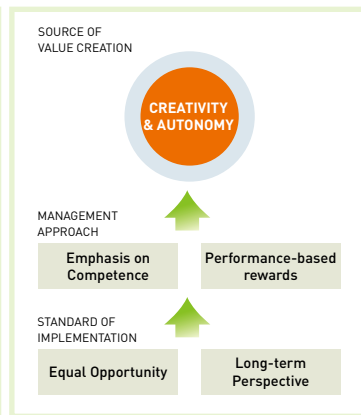 SOURCE OF
VALUE CREATION
CREATIVITY
& AUTONOMY
MANAGEMENT
APPROACH
Emphasis on
Competence
Performance-based
rewards
STANDARD OF
IMPLEMENTATION
Equal Opportunity
Long-term
Perspective